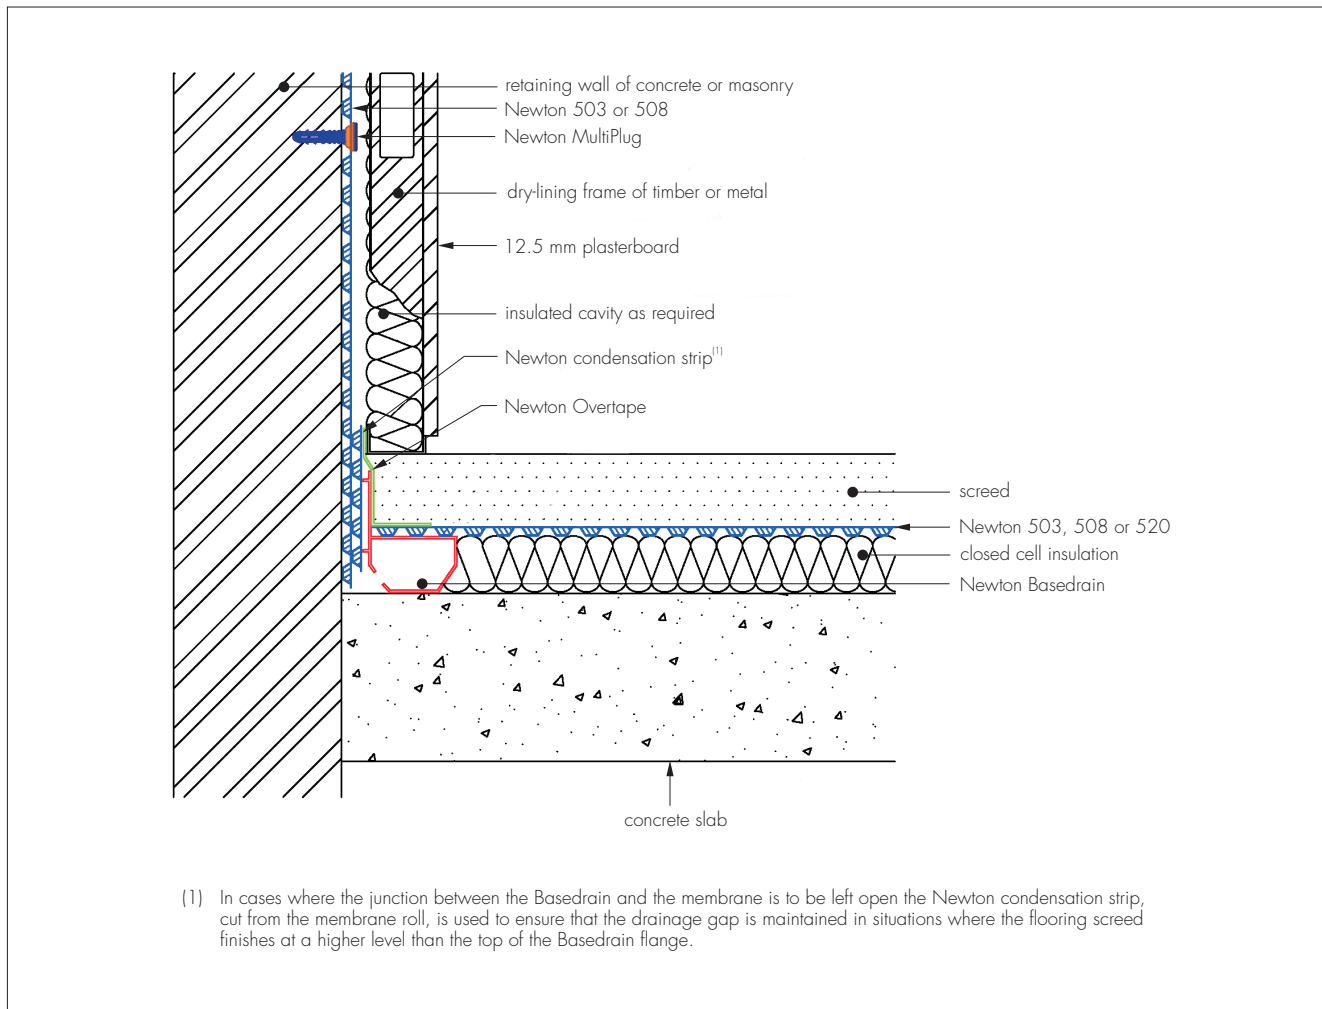 retaining wall of concrete or masonry
Newton 503 or 508
Newton MultiPlug
dry-lining frame of timber or metal
12.5 mm plasterboard
insulated cavity as required
Newton condensation strip(1)
Newton Overtape
screed
Newton 503, 508 or 520
closed cell insulation
Newton Basedrain
concrete slab
(1) In cases where the junction between the Basedrain and the membrane is to be left open the Newton condensation strip,
cut from the membrane roll, is used to ensure that the drainage gap is maintained in situations where the flooring screed
finishes at a higher level than the top of the Basedrain flange.